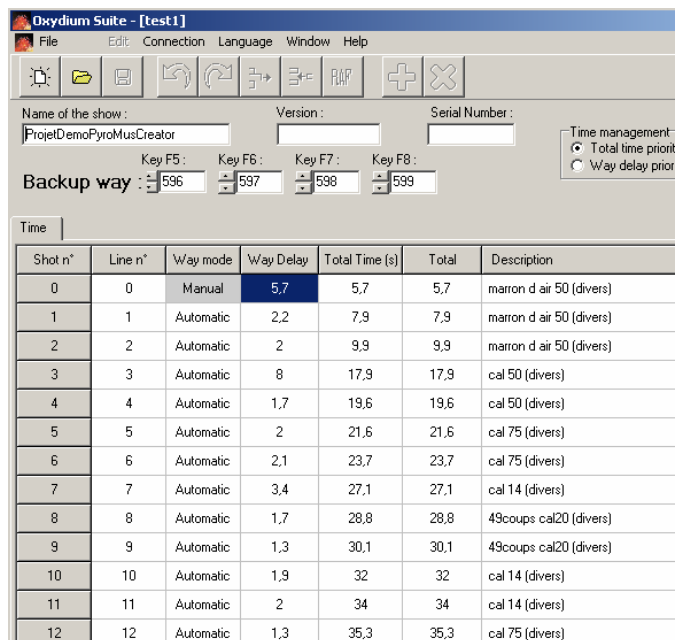 Oxydium Suite - [test1]
File Edit Connection Language Window Help
RAF
Name of the show : Version : Serial Number :
ProjetDemoPyroMusCreator
Time management
Total time priorit
Way delay prior
Key F5 : Key F6 : Key F7 : Key F8 :
Backup way : 596 597 598 599
Time
Shot n° Line n° Way mode Way Delay Total Time (s) Total Description
0 0 Manual 5,7 5,7 5,7 marron d air 50 (divers)
1 1 Automatic 2,2 7,9 7,9 marron d air 50 (divers)
2 2 Automatic 2 9,9 9,9 marron d air 50 (divers)
3 3 Automatic 8 17,9 17,9 cal 50 (divers)
4 4 Automatic 1,7 19,6 19,6 cal 50 (divers)
5 5 Automatic 2 21,6 21,6 cal 75 (divers)
6 6 Automatic 2,1 23,7 23,7 cal 75 (divers)
7 7 Automatic 3,4 27,1 27,1 cal 14 (divers)
8 8 Automatic 1,7 28,8 28,8 49coups cal20 (divers)
9 9 Automatic 1,3 30,1 30,1 49coups cal20 (divers)
10 10 Automatic 1,9 32 32 cal 14 (divers)
11 11 Automatic 2 34 34 cal 14 (divers)
12 12 Automatic 1,3 35,3 35,3 cal 75 (divers)